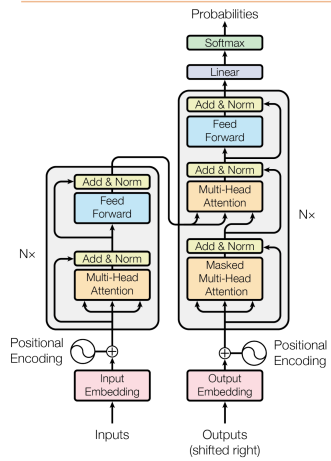 Probabilities
Softmax
Linear
Add & Norm
Feed
Forward
Add & Norm
Multi-Head
Attention
Add & Norm
Masked
Multi-Head
Attention
N×
Add & Norm
Feed
Forward
N×
Add & Norm
Multi-Head
Attention
Positional
Encoding
Positional
Encoding
Input
Embedding
Output
Embedding
Inputs
Outputs
(shifted right)